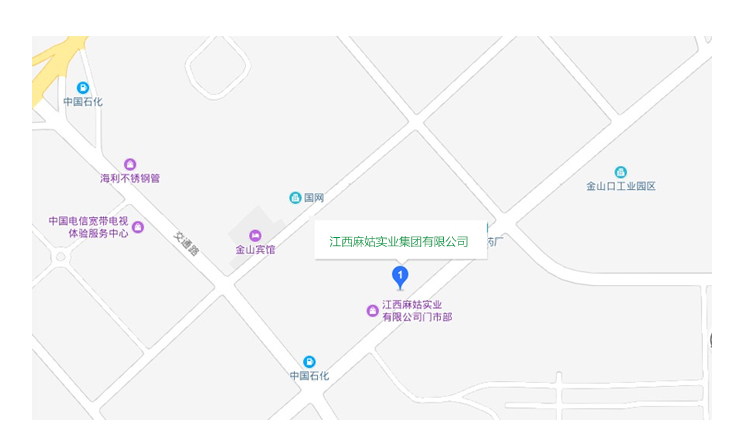 中国石化
海利不锈钢管
金山口工业园区
国网
中国电信宽带电视
体验服务中心
交通路
金山宾馆
江西麻姑实业集团有限公司
药厂
1
江西麻姑实业
有限公司门市部
中国石化